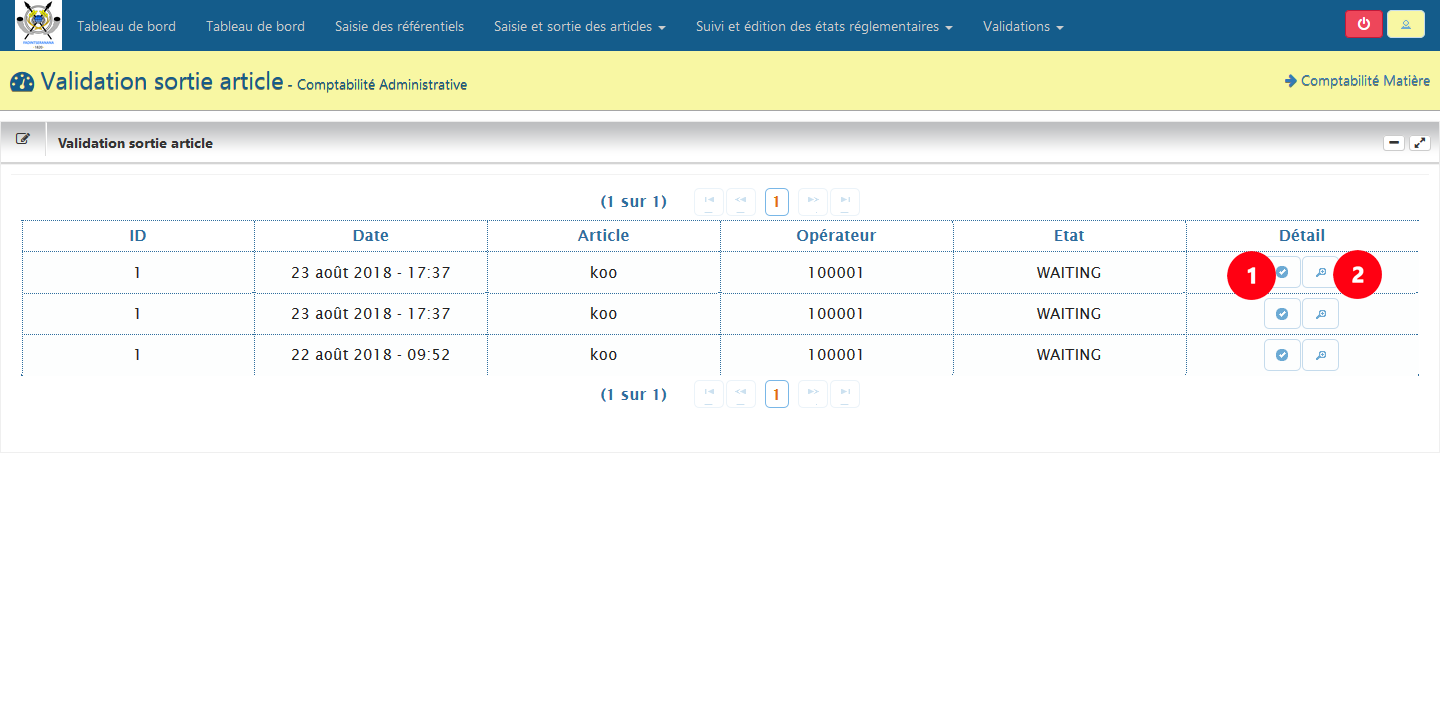 Tableau de bord Tableau de bord Saisie des référentiels Saisie et sortie des articles Suivi et édition des états réglementaires Validations
Validation sortie article - Comptabilité Administrative Comptabilité Matière
Validation sortie article
(1 sur 1) 1
ID Date Article Opérateur Etat Détail
1 23 août 2018 - 17:37 koo 100001 WAITING 1 2
1 23 août 2018 - 17:37 koo 100001 WAITING
1 22 août 2018 - 09:52 koo 100001 WAITING
(1 sur 1) 1